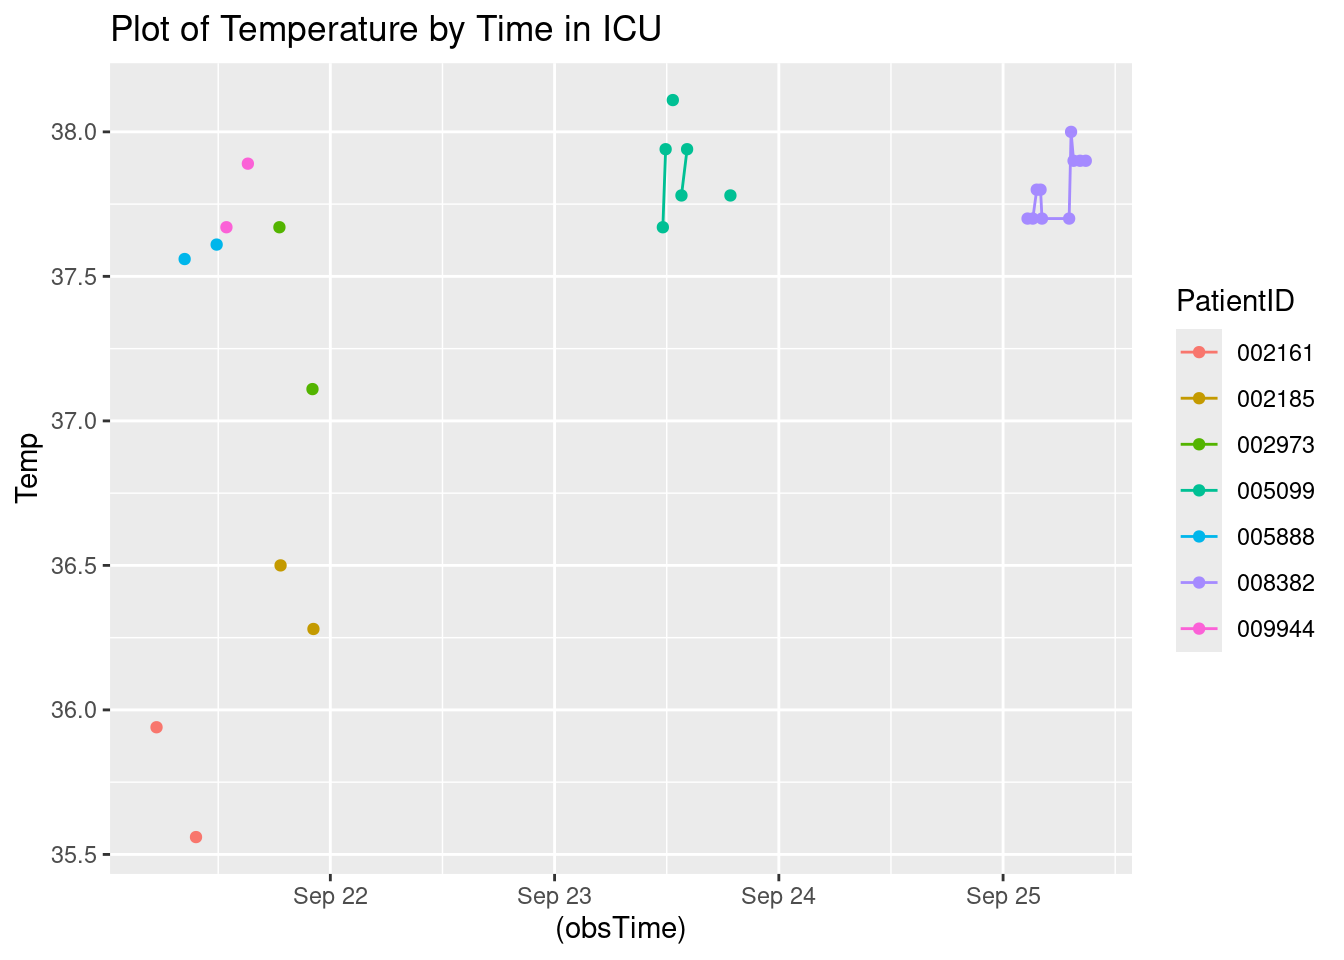 Plot of Temperature by Time in ICU
38.0
37.5
37.0
36.5
36.0
35.5
Temp
Sep 22
Sep 23
Sep 24
Sep 25
(obsTime)
PatientID
002161
002185
002973
005099
005888
008382
009944